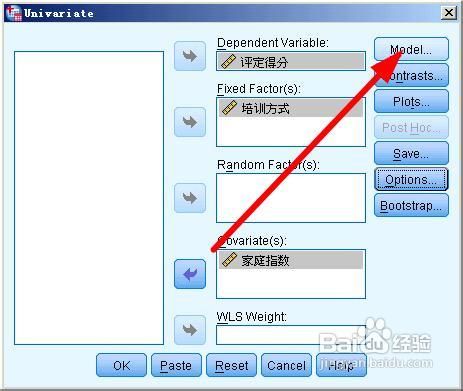 Univariate
Dependent Variable:
评定得分
Fixed Factor(s):
培训方式
Random Factor(s):
Covariate(s):
家庭指数
WLS Weight:
Model...
Contrasts...
Plots...
Post Hoc...
Save...
Options...
Bootstrap...
OK
Paste
Reset
Cancel
Help
Baidu 经验
jingyan.baidu.com